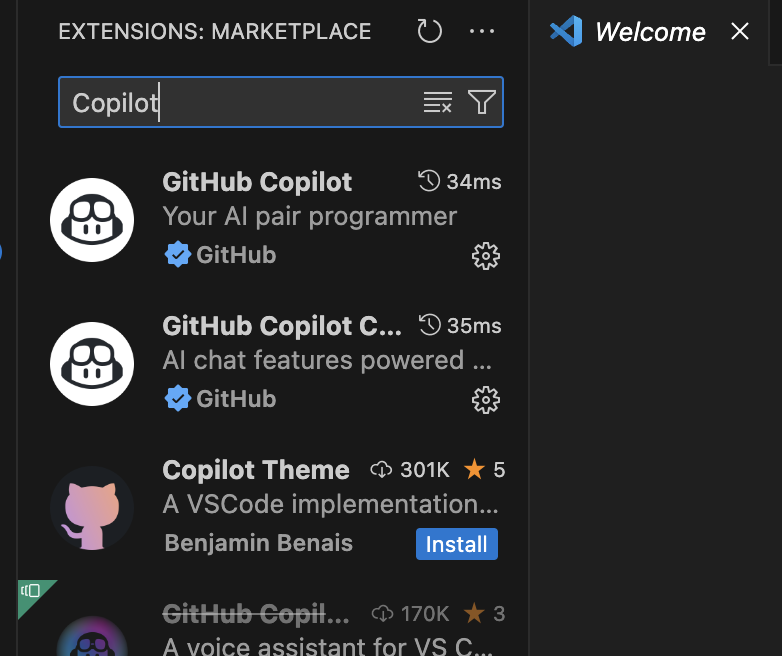 EXTENSIONS: MARKETPLACE
Welcome
Copilot
GitHub Copilot 34ms
Your AI pair programmer
GitHub
GitHub Copilot C... 35ms
AI chat features powered ...
GitHub
Copilot Theme 301K 5
A VSCode implementation...
Benjamin Benais Install
GitHub Copil... 170K 3
A voice assistant for VS C...